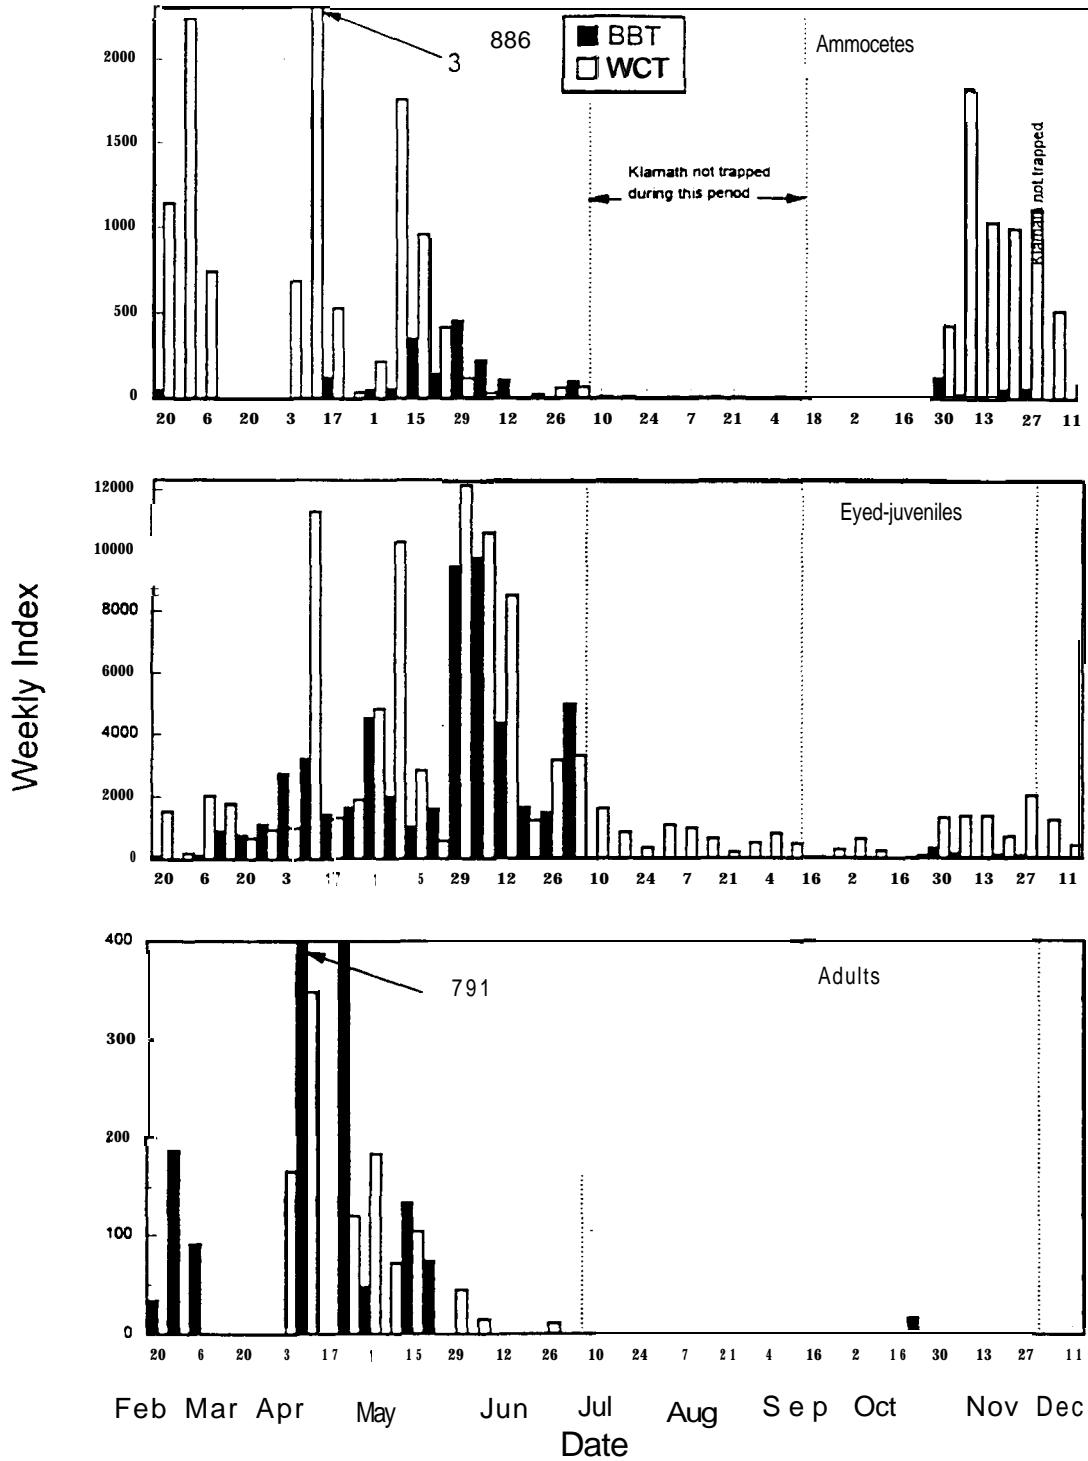 886
3
BBT
WCT
Ammocetes
2000
1500
1000
500
0
Klamath not trapped
during this period
Klamath not trapped
20 6 20 3 17 1 15 29 12 26 10 24 7 21 4 18 2 16 30 13 27 11
Weekly Index
Eyed-juveniles
12000
10000
8000
6000
4000
2000
0
20 6 20 3 17 1 5 29 12 26 10 24 7 21 4 16 2 16 30 13 27 11
Adults
791
400
300
200
100
0
20 6 20 3 17 1 15 29 12 26 10 24 7 21 4 16 2 16 30 13 27 11
Feb Mar Apr May Jun Jul Aug Sep Oct Nov Dec
Date